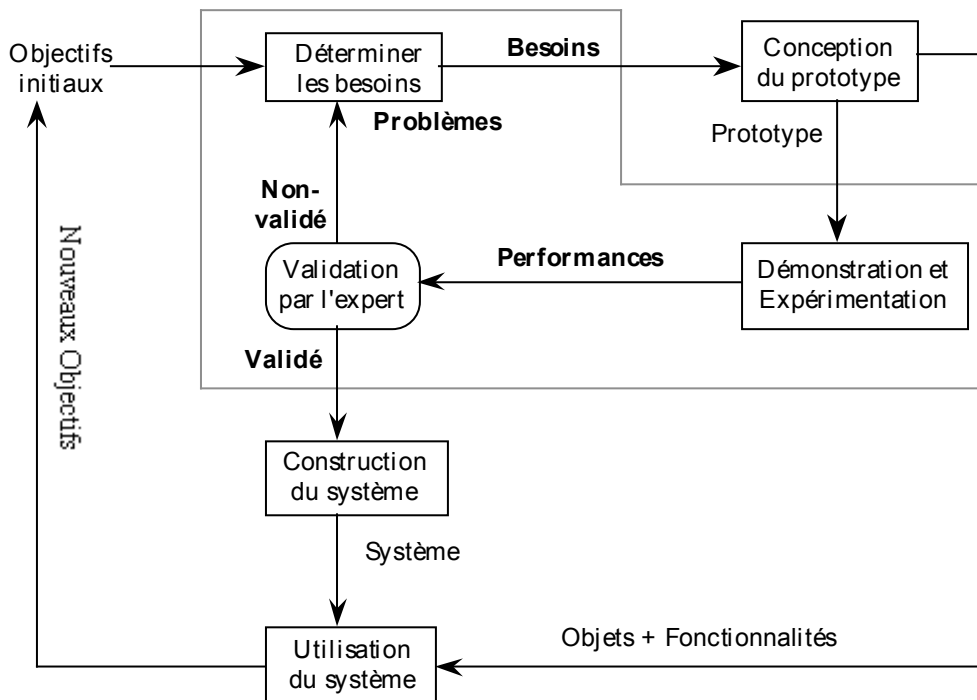 Objectifs
initiaux
Déterminer
les besoins
Besoins
Conception
du prototype
Problèmes
Prototype
Non-
validé
Nouveaux Objectifs
Validation
par l'expert
Performances
Démonstration et
Expérimentation
Validé
Construction
du système
Système
Utilisation
du système
Objets + Fonctionnalités